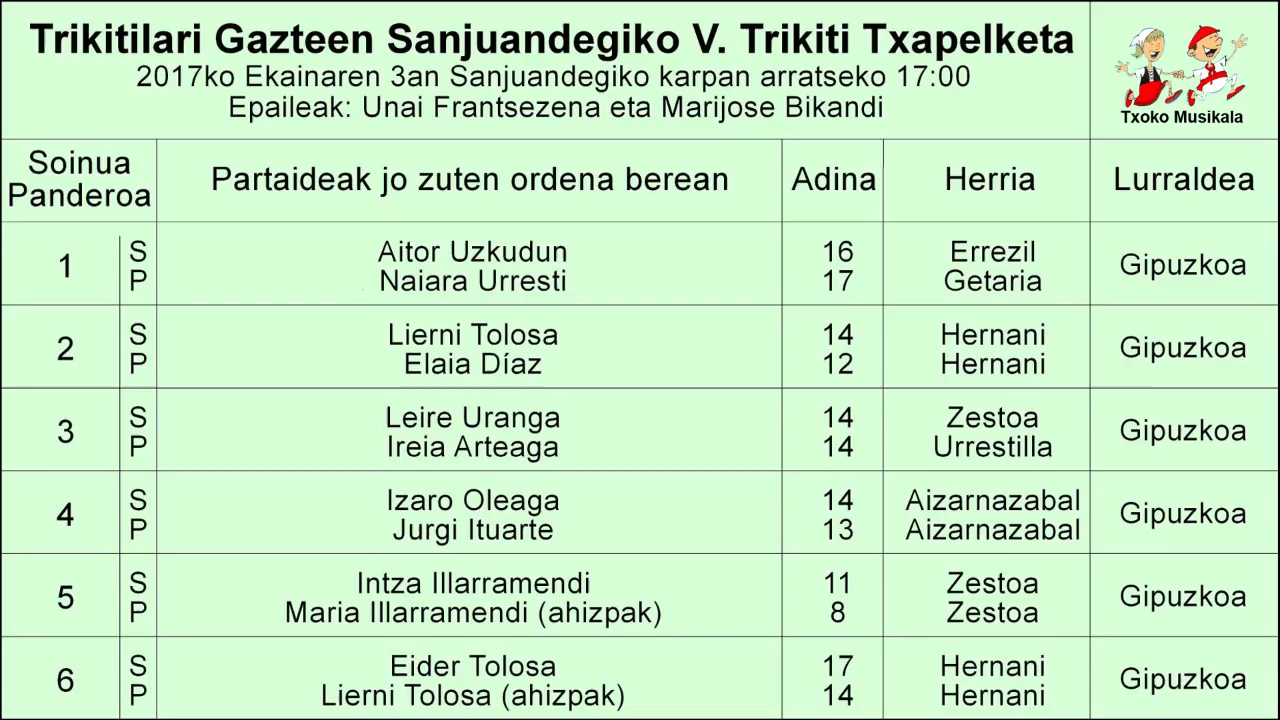 Trikitilari Gazteen Sanjuandegiko V. Trikiti Txapelketa
2017ko Ekainaren 3an Sanjuandegiko karpan arratseko 17:00
Epaileak: Unai Frantsezena eta Marijose Bikandi
Txoko Musikala
Soinua Panderoa Partaideak jo zuten ordena berean Adina Herria Lurraldea
1 S Aitor Uzkudun 16 Errezil Gipuzkoa
P Naiara Urresti 17 Getaria
2 S Lierni Tolosa 14 Hernani Gipuzkoa
P Elaia Díaz 12 Hernani
3 S Leire Uranga 14 Zestoa Gipuzkoa
P Ireia Arteaga 14 Urrestilla
4 S Izaro Oleaga 14 Aizarnazabal Gipuzkoa
P Jurgi Ituarte 13 Aizarnazabal
5 S Intza Illarramendi 11 Zestoa Gipuzkoa
P Maria Illarramendi (ahizpak) 8 Zestoa
6 S Eider Tolosa 17 Hernani Gipuzkoa
P Lierni Tolosa (ahizpak) 14 Hernani